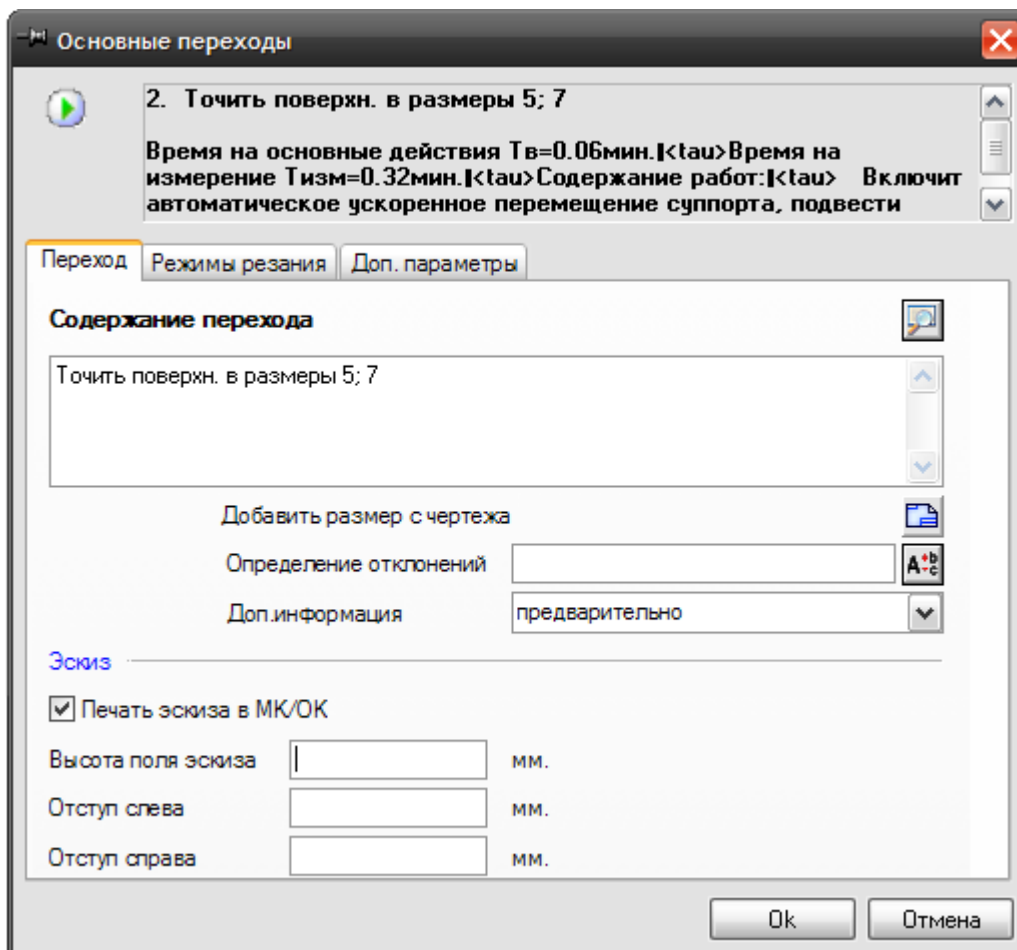 Основные переходы
2. Точить поверхн. в размеры 5; 7
Время на основные действия Тв=0.06мин.|<tau>Время на
измерение Тизм=0.32мин.|<tau>Содержание работ:|<tau> Включит
автоматическое ускоренное перемещение суппорта, подвести
Переход Режимы резания Доп. параметры
Содержание перехода
Точить поверхн. в размеры 5; 7
Добавить размер с чертежа
Определение отклонений
Доп.информация предварительно
Эскиз
Печать эскиза в МК/ОК
Высота поля эскиза мм.
Отступ слева мм.
Отступ справа мм.
Ok Отмена